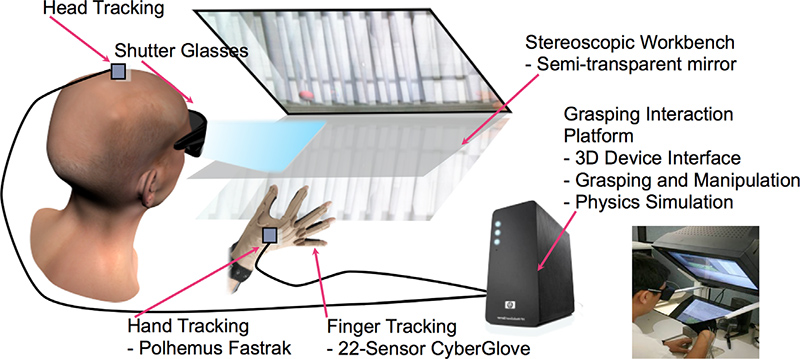 Head Tracking
Shutter Glasses
Stereoscopic Workbench
- Semi-transparent mirror
Grasping Interaction
Platform
- 3D Device Interface
- Grasping and Manipulation
- Physics Simulation
Hand Tracking
- Polhemus Fastrak
Finger Tracking
- 22-Sensor CyberGlove
hp